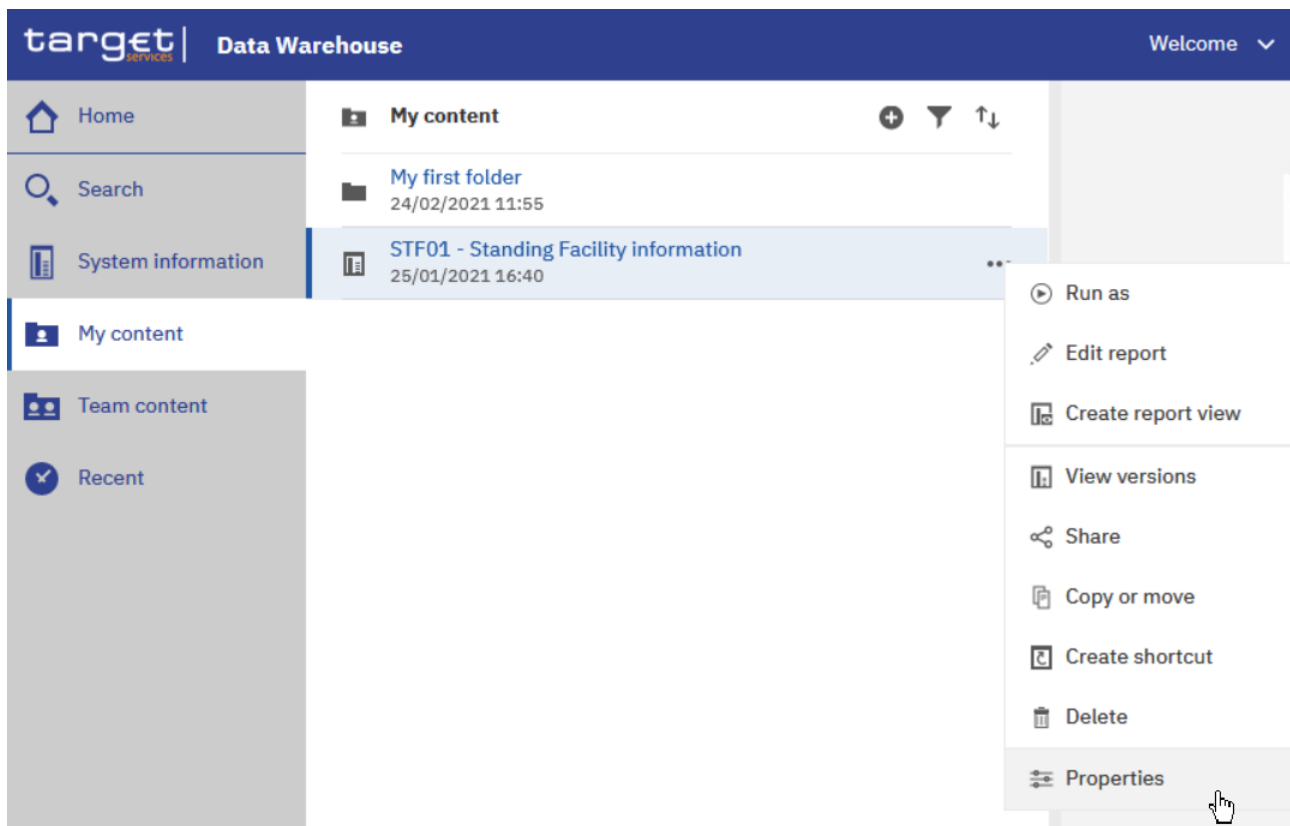 target
services
Data Warehouse
Welcome
Home
Search
System information
My content
Team content
Recent
My content
My first folder
24/02/2021 11:55
STF01 - Standing Facility information
25/01/2021 16:40
Run as
Edit report
Create report view
View versions
Share
Copy or move
Create shortcut
Delete
Properties